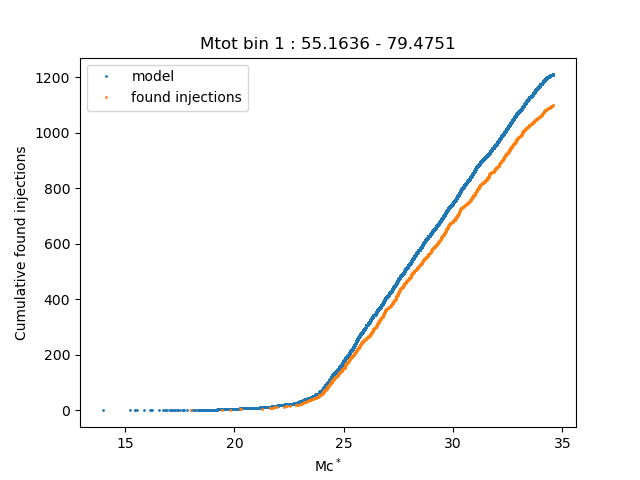 Mtot bin 1 : 55.1636 - 79.4751
model
found injections
Cumulative found injections
1200
1000
800
600
400
200
0
15 20 25 30 35
Mc*